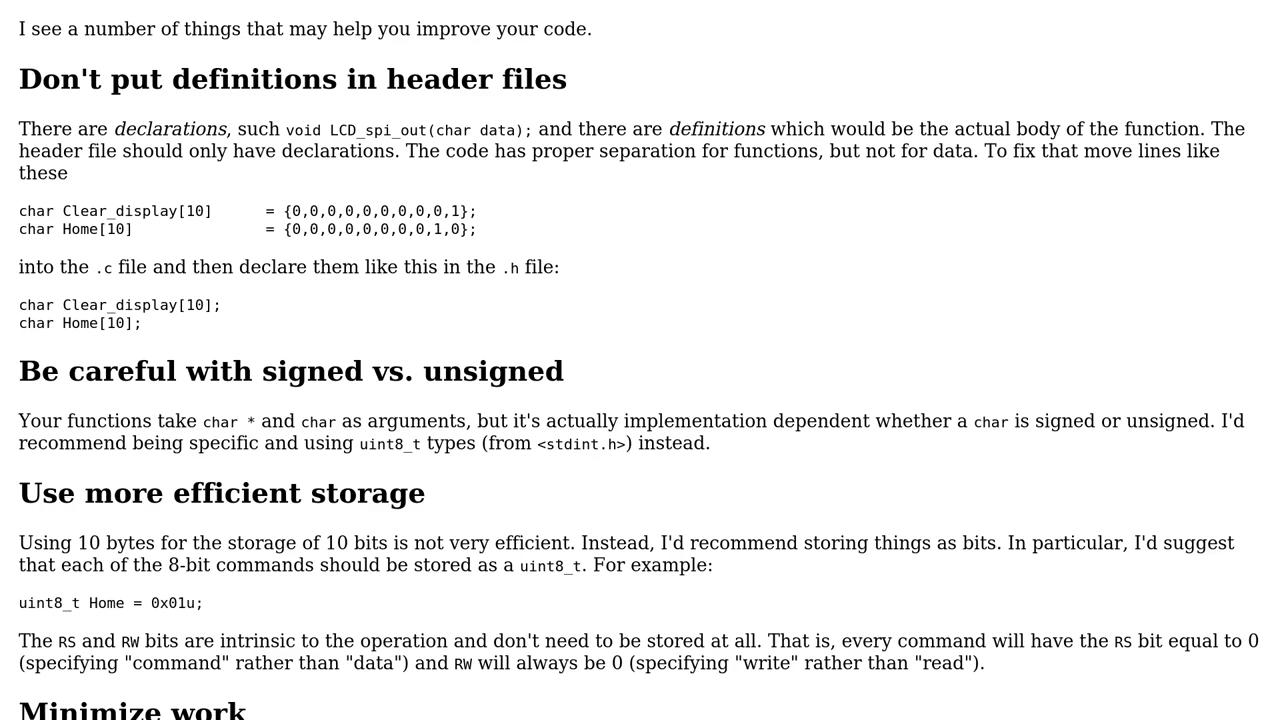 I see a number of things that may help you improve your code.
Don't put definitions in header files
There are declarations, such void LCD_spi_out(char data); and there are definitions which would be the actual body of the function. The
header file should only have declarations. The code has proper separation for functions, but not for data. To fix that move lines like
these
char Clear_display[10]      = {0,0,0,0,0,0,0,0,0,1};
char Home[10]               = {0,0,0,0,0,0,0,0,1,0};
into the .c file and then declare them like this in the .h file:
char Clear_display[10];
char Home[10];
Be careful with signed vs. unsigned
Your functions take char * and char as arguments, but it's actually implementation dependent whether a char is signed or unsigned. I'd
recommend being specific and using uint8_t types (from <stdint.h>) instead.
Use more efficient storage
Using 10 bytes for the storage of 10 bits is not very efficient. Instead, I'd recommend storing things as bits. In particular, I'd suggest
that each of the 8-bit commands should be stored as a uint8_t. For example:
uint8_t Home = 0x01u;
The RS and RW bits are intrinsic to the operation and don't need to be stored at all. That is, every command will have the RS bit equal to 0
(specifying "command" rather than "data") and RW will always be 0 (specifying "write" rather than "read").
Minimize work